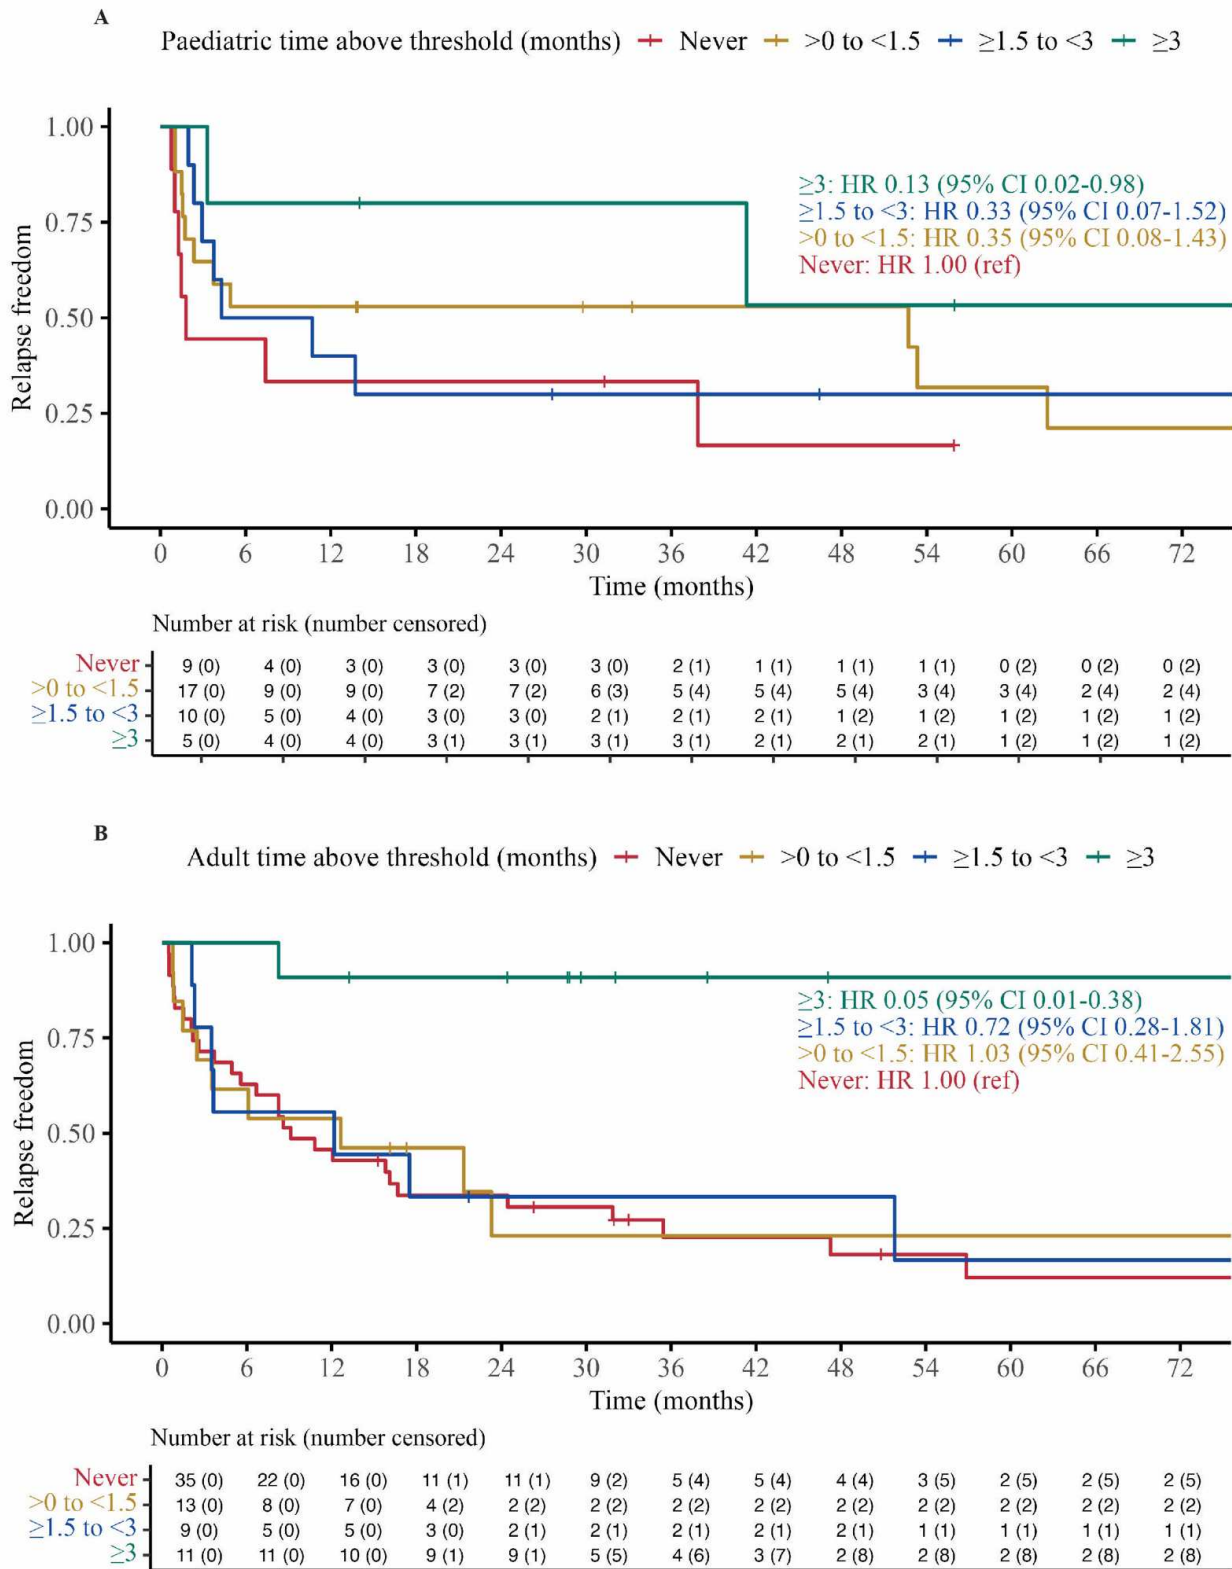 A
Paediatric time above threshold (months) Never >0 to <1.5 ≥1.5 to <3 ≥3
1.00
0.75
0.50
0.25
0.00
Relapse freedom
≥3: HR 0.13 (95% CI 0.02-0.98)
≥1.5 to <3: HR 0.33 (95% CI 0.07-1.52)
>0 to <1.5: HR 0.35 (95% CI 0.08-1.43)
Never: HR 1.00 (ref)
0 6 12 18 24 30 36 42 48 54 60 66 72
Time (months)
Number at risk (number censored)
Never 9 (0) 4 (0) 3 (0) 3 (0) 3 (0) 3 (0) 2 (1) 1 (1) 1 (1) 1 (1) 0 (2) 0 (2) 0 (2)
>0 to <1.5 17 (0) 9 (0) 9 (0) 7 (2) 7 (2) 6 (3) 5 (4) 5 (4) 5 (4) 3 (4) 3 (4) 2 (4) 2 (4)
≥1.5 to <3 10 (0) 5 (0) 4 (0) 3 (0) 3 (0) 2 (1) 2 (1) 2 (1) 1 (2) 1 (2) 1 (2) 1 (2) 1 (2)
≥3 5 (0) 4 (0) 4 (0) 3 (1) 3 (1) 3 (1) 3 (1) 2 (1) 2 (1) 2 (1) 1 (2) 1 (2) 1 (2)
B
Adult time above threshold (months) Never >0 to <1.5 ≥1.5 to <3 ≥3
1.00
0.75
0.50
0.25
0.00
Relapse freedom
≥3: HR 0.05 (95% CI 0.01-0.38)
≥1.5 to <3: HR 0.72 (95% CI 0.28-1.81)
>0 to <1.5: HR 1.03 (95% CI 0.41-2.55)
Never: HR 1.00 (ref)
0 6 12 18 24 30 36 42 48 54 60 66 72
Time (months)
Number at risk (number censored)
Never 35 (0) 22 (0) 16 (0) 11 (1) 11 (1) 9 (2) 5 (4) 5 (4) 4 (4) 3 (5) 2 (5) 2 (5) 2 (5)
>0 to <1.5 13 (0) 8 (0) 7 (0) 4 (2) 2 (2) 2 (2) 2 (2) 2 (2) 2 (2) 2 (2) 2 (2) 2 (2) 2 (2)
≥1.5 to <3 9 (0) 5 (0) 5 (0) 3 (0) 2 (1) 2 (1) 2 (1) 2 (1) 2 (1) 1 (1) 1 (1) 1 (1) 1 (1)
≥3 11 (0) 11 (0) 10 (0) 9 (1) 9 (1) 5 (5) 4 (6) 3 (7) 2 (8) 2 (8) 2 (8) 2 (8) 2 (8)